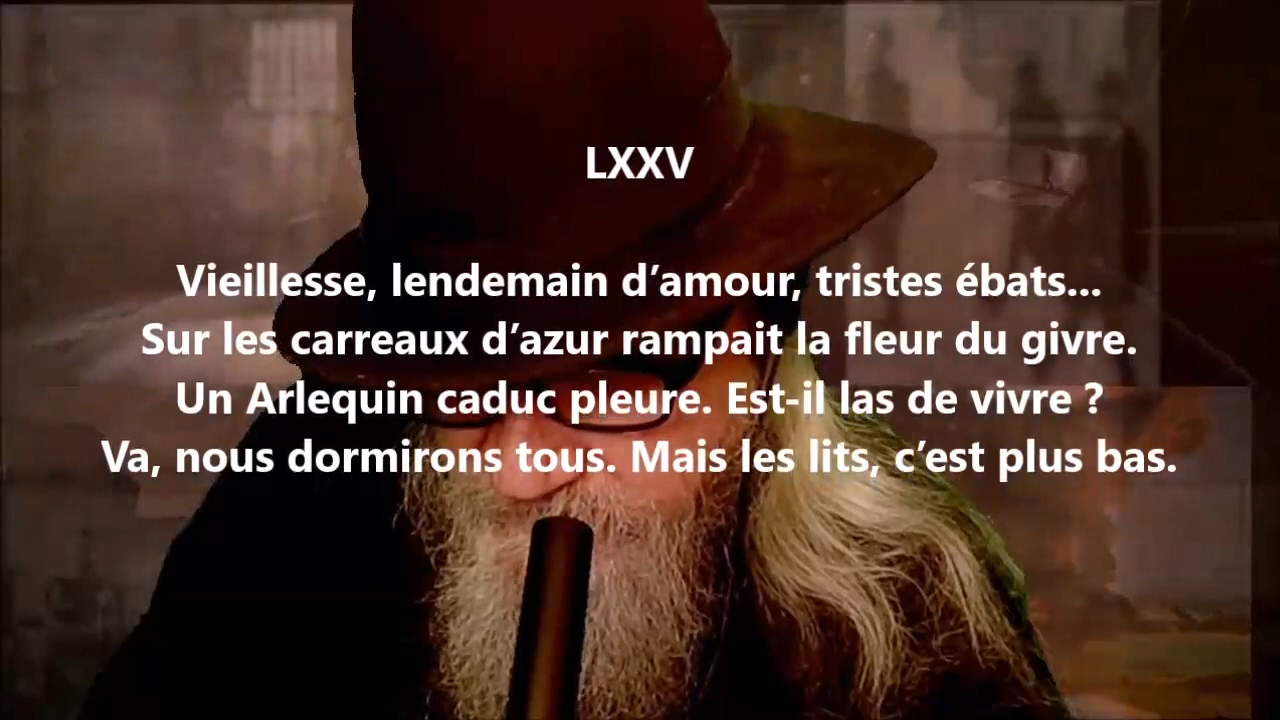 LXXV
Vieillesse, lendemain d’amour, tristes ébats...
Sur les carreaux d’azur rampait la fleur du givre.
Un Arlequin caduc pleure. Est-il las de vivre ?
Va, nous dormirons tous. Mais les lits, c’est plus bas.